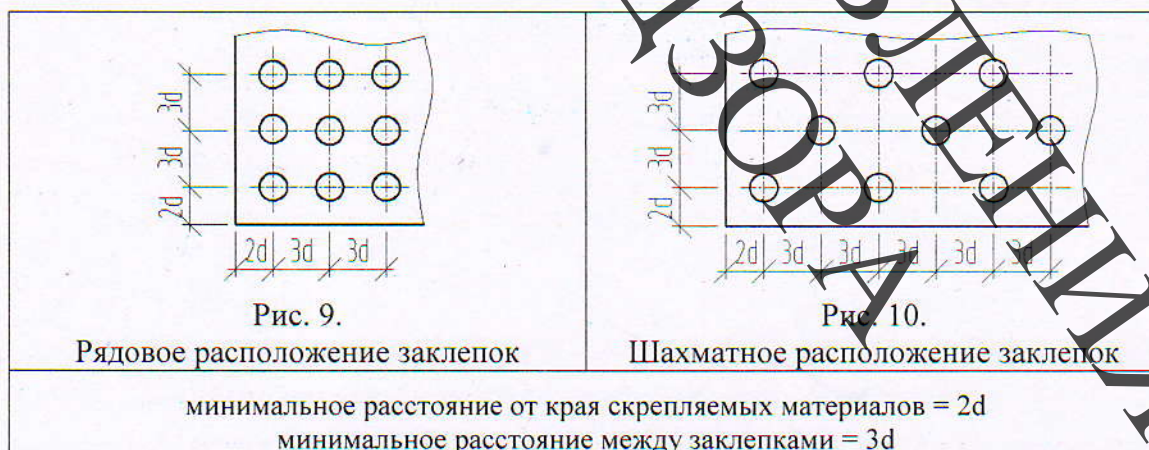 3d 3d 2d
2d 3d 3d
Рис. 9.
Рядовое расположение заклепок
3d 3d 2d
2d 3d 3d 3d 3d 3d
Рис. 10.
Шахматное расположение заклепок
минимальное расстояние от края скрепляемых материалов = 2d
минимальное расстояние между заклепками = 3d